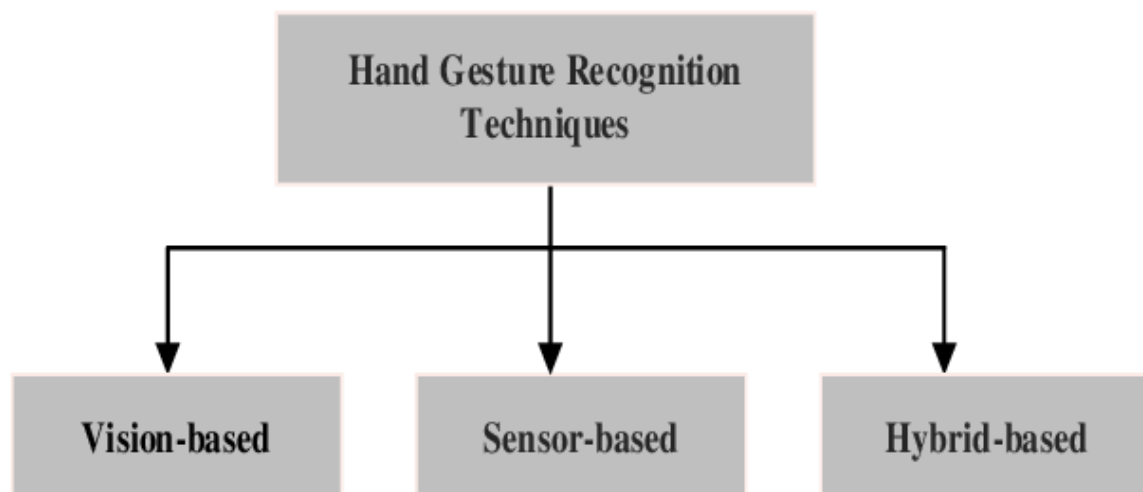 Hand Gesture Recognition
Techniques
Vision-based
Sensor-based
Hybrid-based